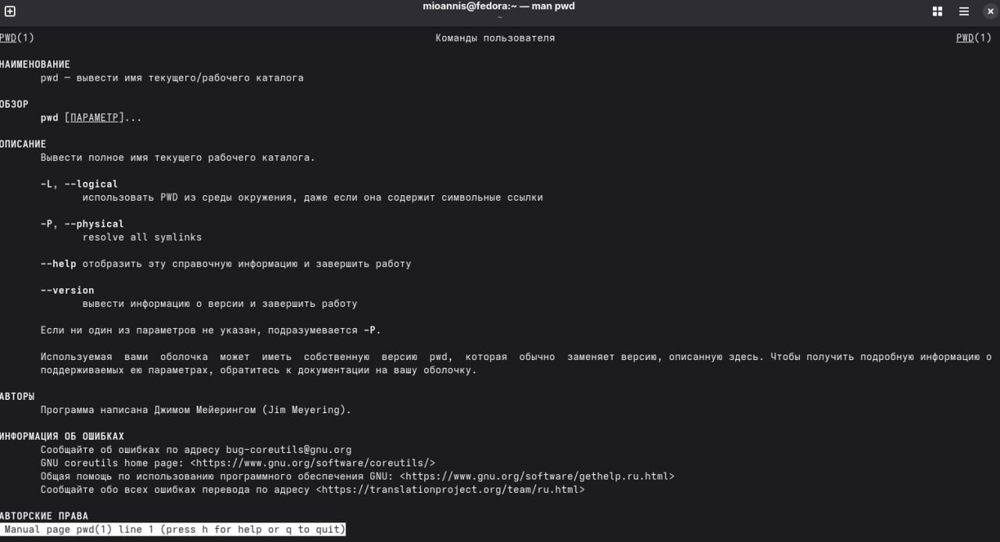 mioannis@fedora:~ — man pwd
~
PWD(1) Команды пользователя PWD(1)
НАИМЕНОВАНИЕ
pwd — вывести имя текущего/рабочего каталога
ОБЗОР
pwd [ПАРАМЕТР]...
ОПИСАНИЕ
Вывести полное имя текущего рабочего каталога.
-L, --logical
использовать PWD из среды окружения, даже если она содержит символьные ссылки
-P, --physical
resolve all symlinks
--help отобразить эту справочную информацию и завершить работу
--version
вывести информацию о версии и завершить работу
Если ни один из параметров не указан, подразумевается -P.
Используемая вами оболочка может иметь собственную версию pwd, которая обычно заменяет версию, описанную здесь. Чтобы получить подробную информацию о
поддерживаемых ею параметрах, обратитесь к документации на вашу оболочку.
АВТОРЫ
Программа написана Джимом Мейерингом (Jim Meyering).
ИНФОРМАЦИЯ ОБ ОШИБКАХ
Сообщайте об ошибках по адресу bug-coreutils@gnu.org
GNU coreutils home page: <https://www.gnu.org/software/coreutils/>
Общая помощь по использованию программного обеспечения GNU: <https://www.gnu.org/software/gethelp.ru.html>
Сообщайте обо всех ошибках перевода по адресу <https://translationproject.org/team/ru.html>
АВТОРСКИЕ ПРАВА
Manual page pwd(1) line 1 (press h for help or q to quit)